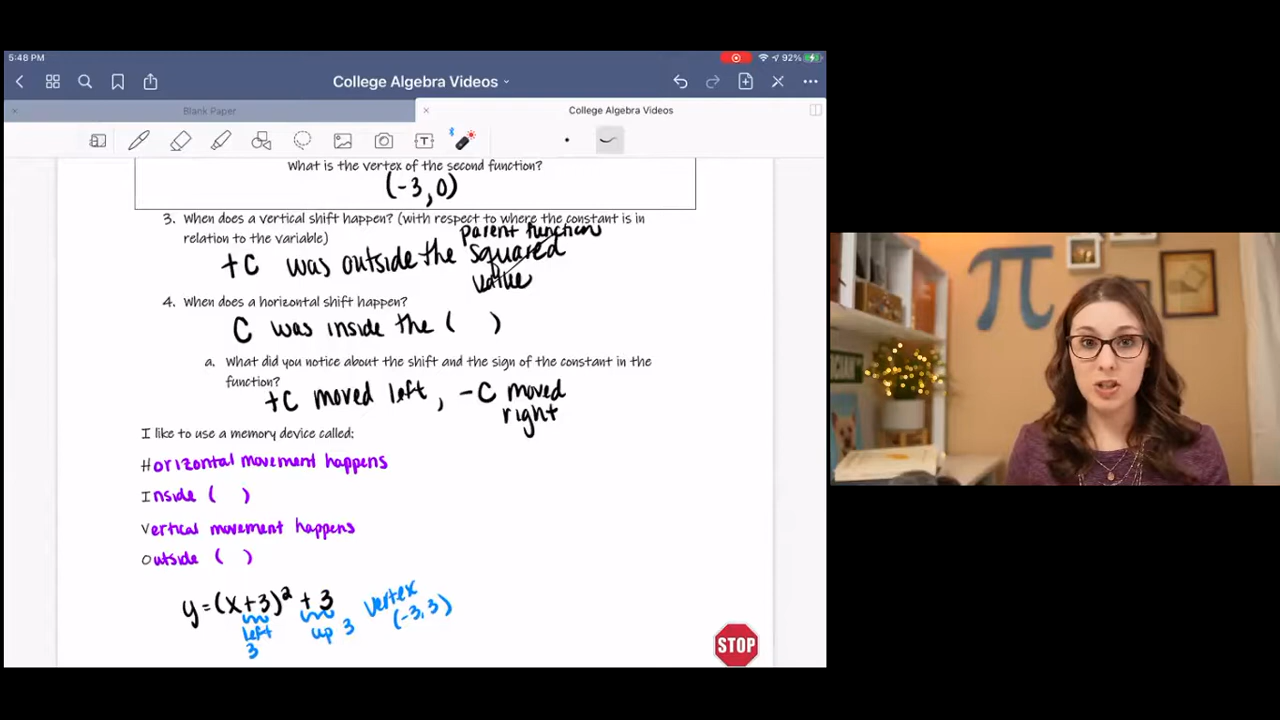 5:48 PM
92%
College Algebra Videos
Blank Paper
College Algebra Videos
What is the vertex of the second function?
(-3,0)
3. When does a vertical shift happen? (with respect to where the constant is in
relation to the variable)
parent function
+C was outside the squared
value
4. When does a horizontal shift happen?
C was inside the ( )
a. What did you notice about the shift and the sign of the constant in the
function?
+C moved left, -C moved
right
I like to use a memory device called:
Horizontal movement happens
Inside ( )
Vertical movement happens
Outside ( )
y=(x+3)² + 3
left
3
up 3
vertex
(-3,3)
STOP
π